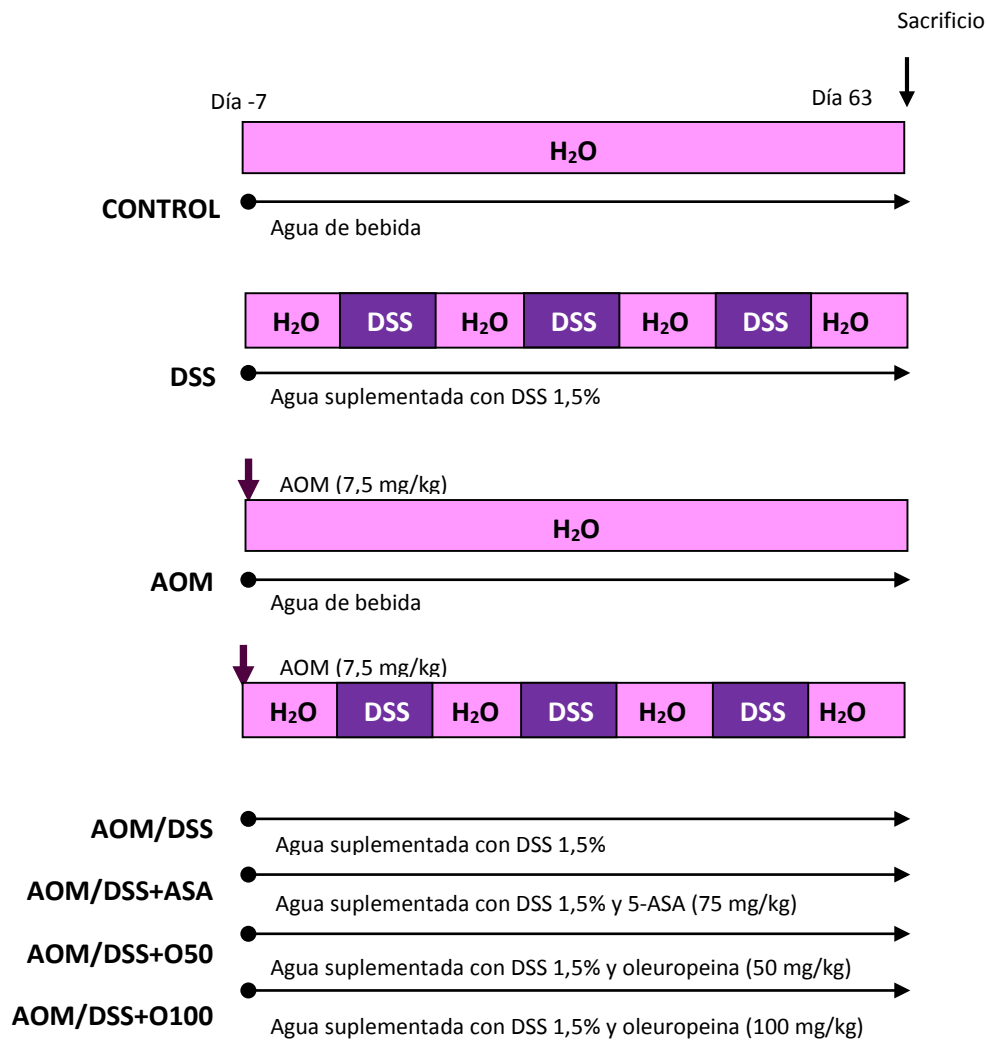 Sacrificio
Día -7
Día 63
H₂O
CONTROL
Agua de bebida
H₂O DSS H₂O DSS H₂O DSS H₂O
DSS
Agua suplementada con DSS 1,5%
AOM (7,5 mg/kg)
H₂O
AOM
Agua de bebida
AOM (7,5 mg/kg)
H₂O DSS H₂O DSS H₂O DSS H₂O
AOM/DSS
Agua suplementada con DSS 1,5%
AOM/DSS+ASA
Agua suplementada con DSS 1,5% y 5-ASA (75 mg/kg)
AOM/DSS+O50
Agua suplementada con DSS 1,5% y oleuropeina (50 mg/kg)
AOM/DSS+O100
Agua suplementada con DSS 1,5% y oleuropeina (100 mg/kg)